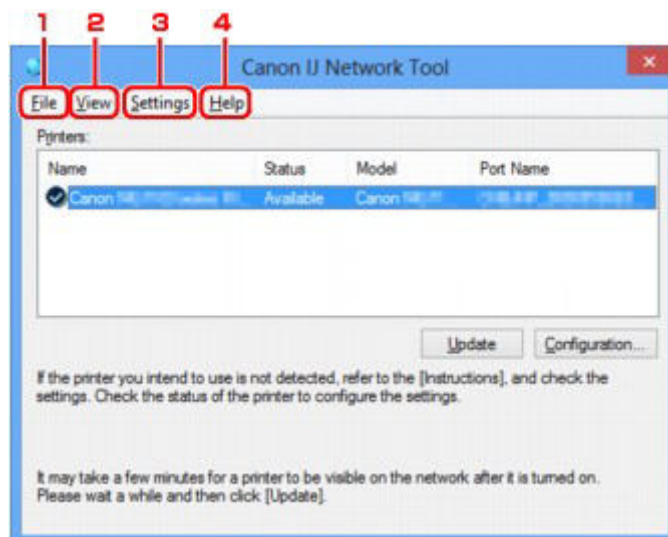 1 2 3 4
Canon IJ Network Tool
File View Settings Help
Printers:
Name Status Model Port Name
Canon Available Canon
Update Configuration...
If the printer you intend to use is not detected, refer to the [Instructions], and check the
settings. Check the status of the printer to configure the settings.
It may take a few minutes for a printer to be visible on the network after it is turned on.
Please wait a while and then click [Update].